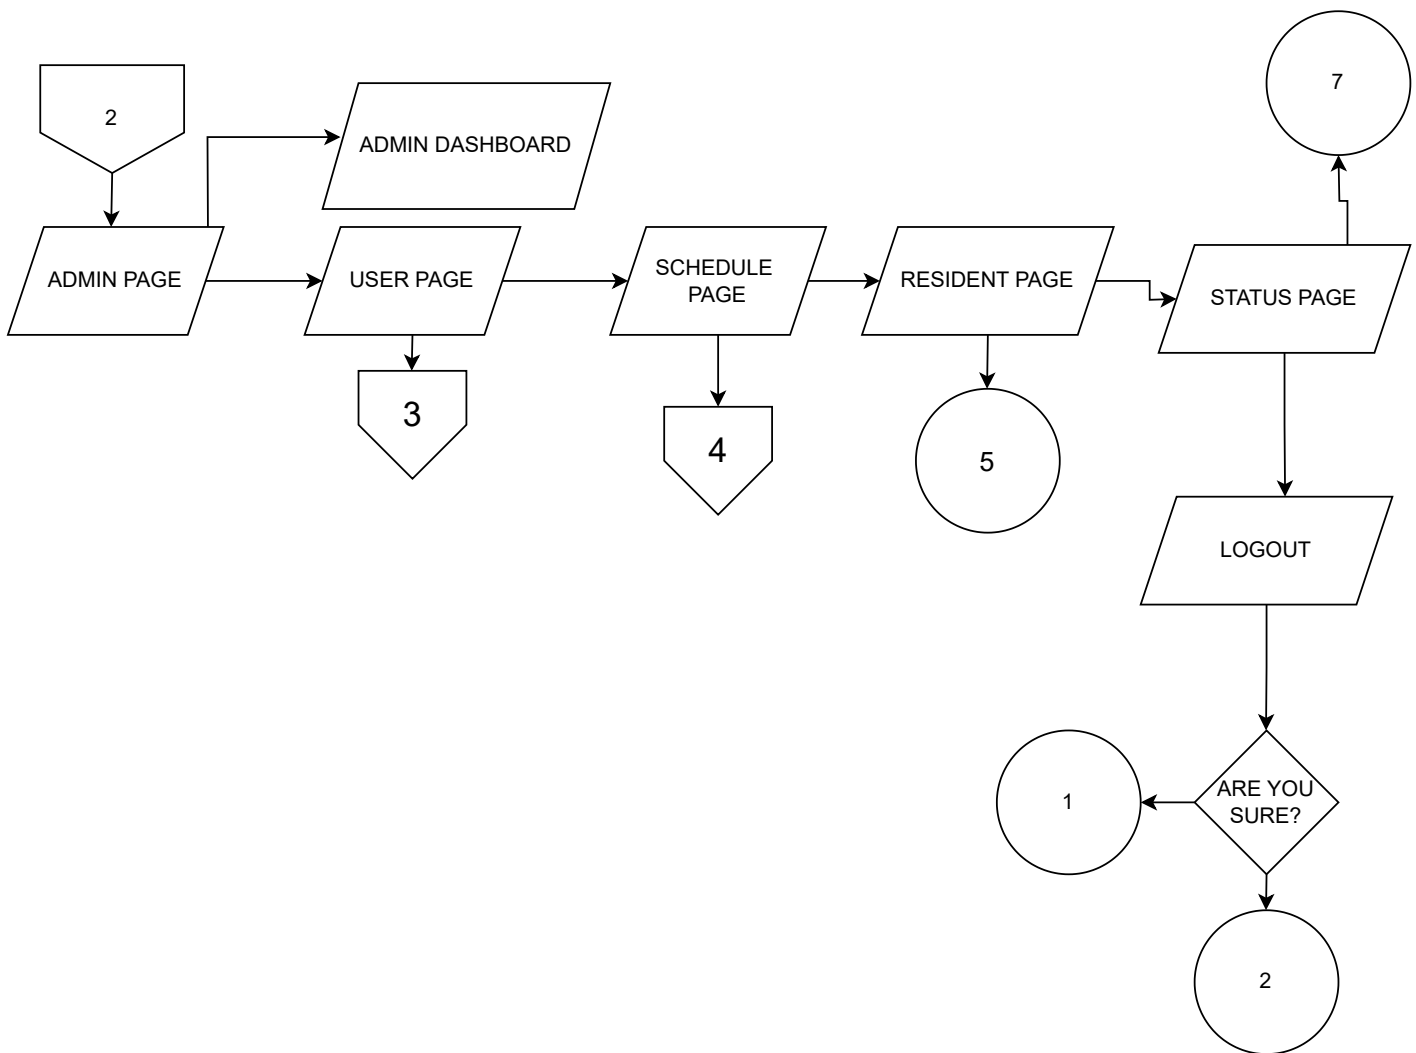 7
2
ADMIN DASHBOARD
ADMIN PAGE
USER PAGE
SCHEDULE
PAGE
RESIDENT PAGE
STATUS PAGE
3
4
5
LOGOUT
1
ARE YOU
SURE?
2